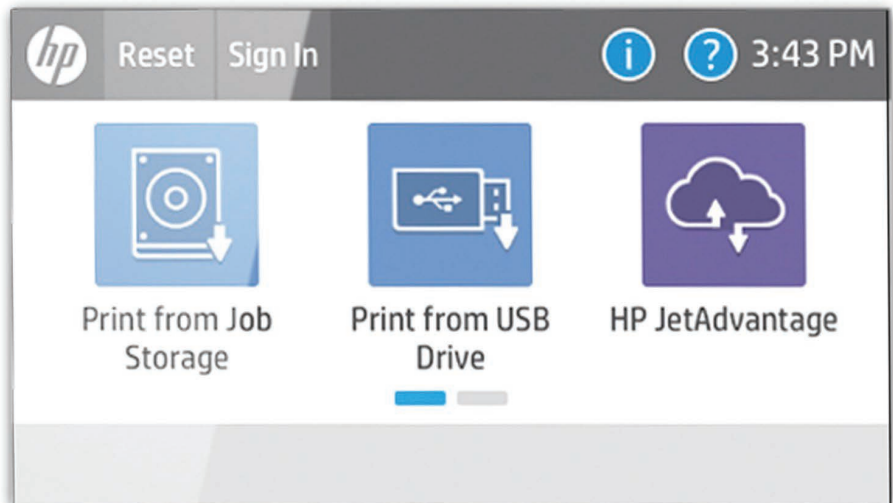 hp
Reset
Sign In
i
?
3:43 PM
Print from Job
Storage
Print from USB
Drive
HP JetAdvantage